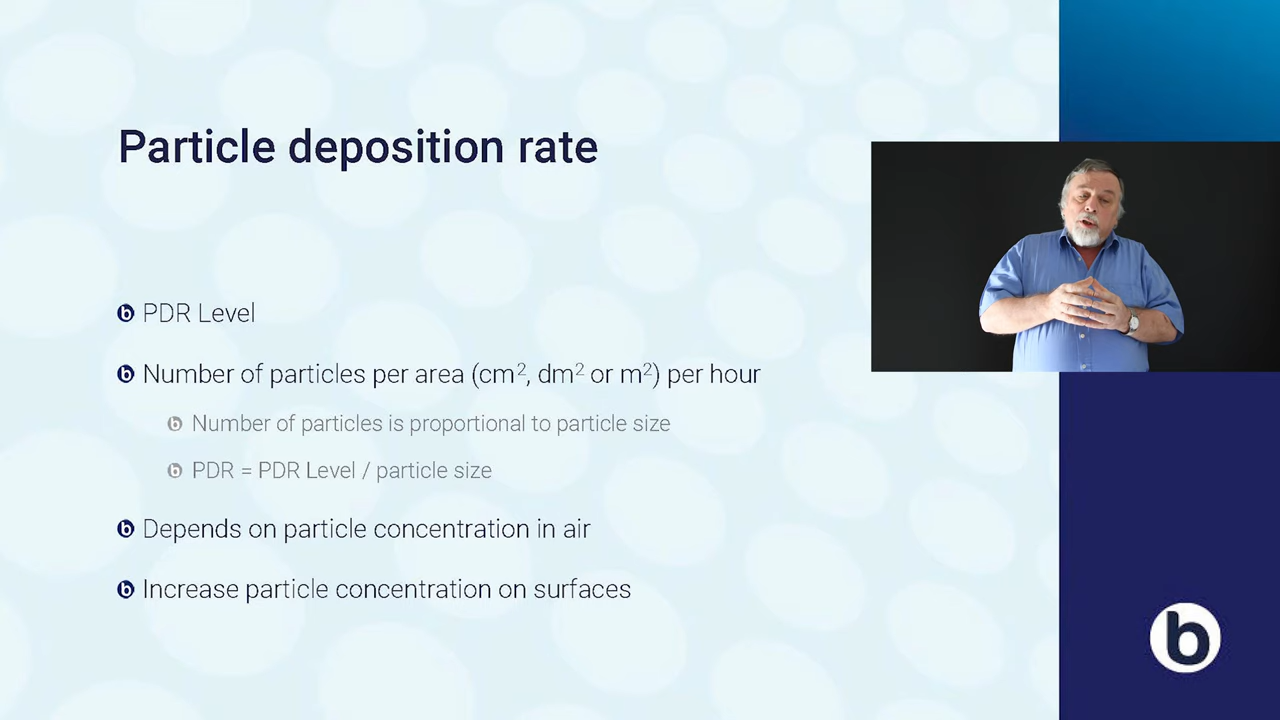 Particle deposition rate
PDR Level
Number of particles per area (cm², dm² or m²) per hour
Number of particles is proportional to particle size
PDR = PDR Level / particle size
Depends on particle concentration in air
Increase particle concentration on surfaces
b